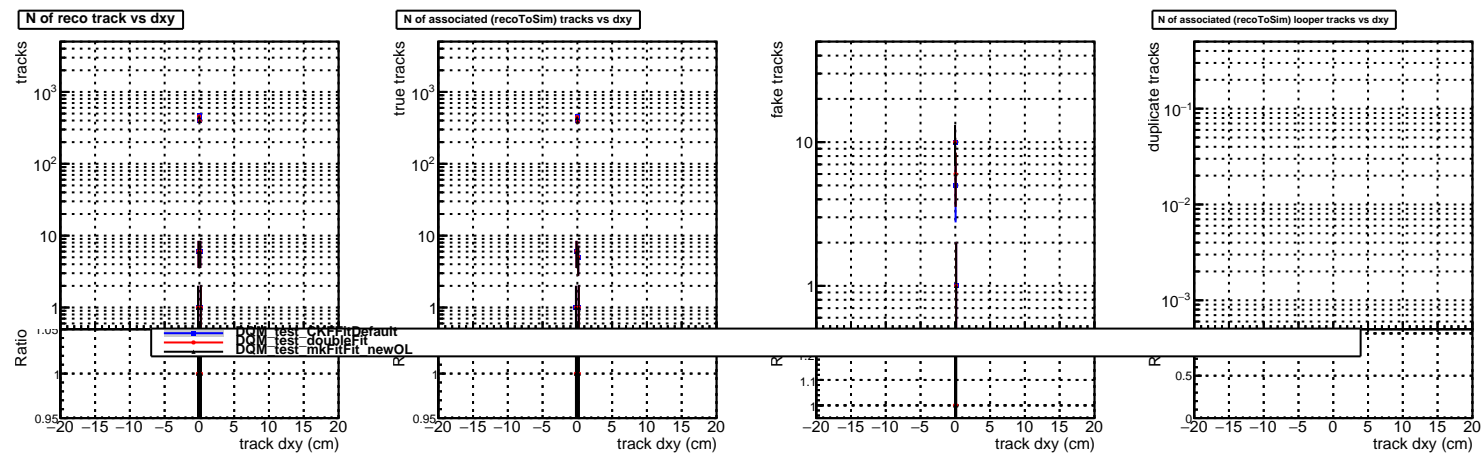 N of reco track vs dxy
N of associated (recoToSim) tracks vs dxy
N of associated (recoToSim) looper tracks vs dxy
tracks
10³
10²
10
1
Ratio
1
0.95
−20 −15 −10 −5 0 5 10 15 20
track dxy (cm)
true tracks
10³
10²
10
1
1
0.95
−20 −15 −10 −5 0 5 10 15 20
track dxy (cm)
fake tracks
10
1
1.1
1
−20 −15 −10 −5 0 5 10 15 20
track dxy (cm)
duplicate tracks
10⁻¹
10⁻²
10⁻³
0.5
0
−20 −15 −10 −5 0 5 10 15 20
track dxy (cm)
DQM_test_CKFFitDefault
DQM_test_doubleFit
DQM_test_mkFitFit_newOL